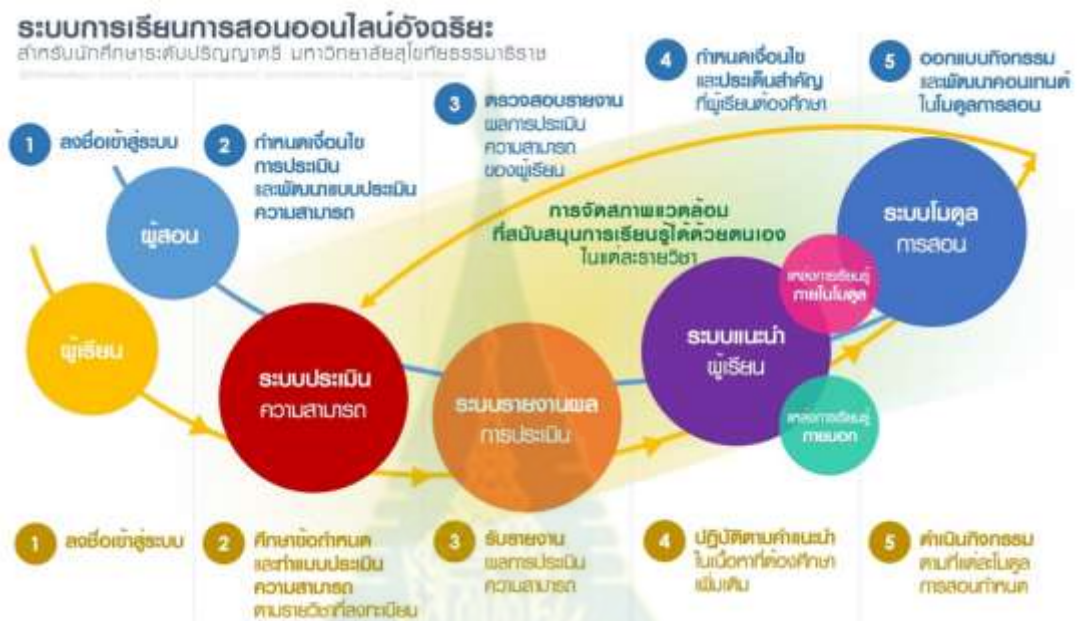 ระบบการเรียนการสอนออนไลน์อัจฉริยะ
สำหรับนักศึกษาระดับปริญญาตรี มหาวิทยาลัยสุโขทัยธรรมาธิราช
1 ลงชื่อเข้าสู่ระบบ
2 กำหนดเงื่อนไข
การประเมิน
และพัฒนาแบบประเมิน
ความสามารถ
3 ตรวจสอบรายงาน
ผลการประเมิน
ความสามารถ
ของผู้เรียน
4 กำหนดเงื่อนไข
และประเด็นสำคัญ
ที่ผู้เรียนต้องศึกษา
5 ออกแบบกิจกรรม
และพัฒนาคอนเทนต์
ในโมดูลการสอน
ผู้สอน
ผู้เรียน
การจัดสภาพแวดล้อม
ที่สนับสนุนการเรียนรู้ได้ด้วยตนเอง
ในแต่ละรายวิชา
ระบบประเมิน
ความสามารถ
ระบบรายงานผล
การประเมิน
ระบบแนะนำ
ผู้เรียน
แหล่งการเรียนรู้
ภายในโมดูล
แหล่งการเรียนรู้
ภายนอก
ระบบโมดูล
การสอน
1 ลงชื่อเข้าสู่ระบบ
2 ศึกษาข้อกำหนด
และทำแบบประเมิน
ความสามารถ
ตามรายวิชาที่ลงทะเบียน
3 รับรายงาน
ผลการประเมิน
ความสามารถ
4 ปฏิบัติตามคำแนะนำ
ในเนื้อหาที่ต้องศึกษา
เพิ่มเติม
5 ดำเนินกิจกรรม
ตามที่แต่ละโมดูล
การสอนกำหนด